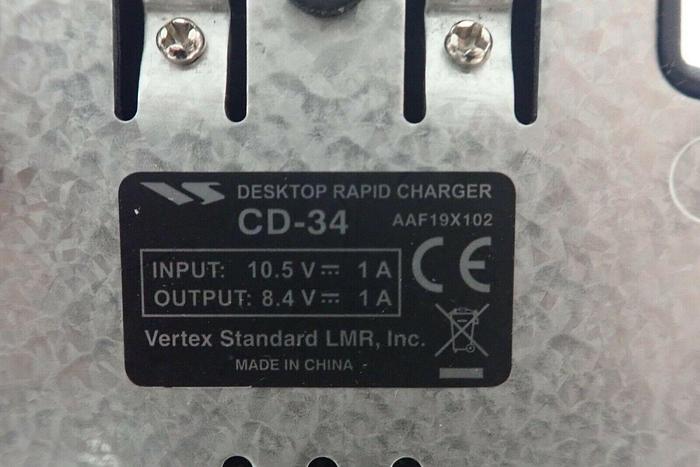 VS DESKTOP RAPID CHARGER
CD-34 AAF19X102
INPUT: 10.5 V⎓ 1 A
OUTPUT: 8.4 V⎓ 1 A
CE
Vertex Standard LMR, Inc.
MADE IN CHINA